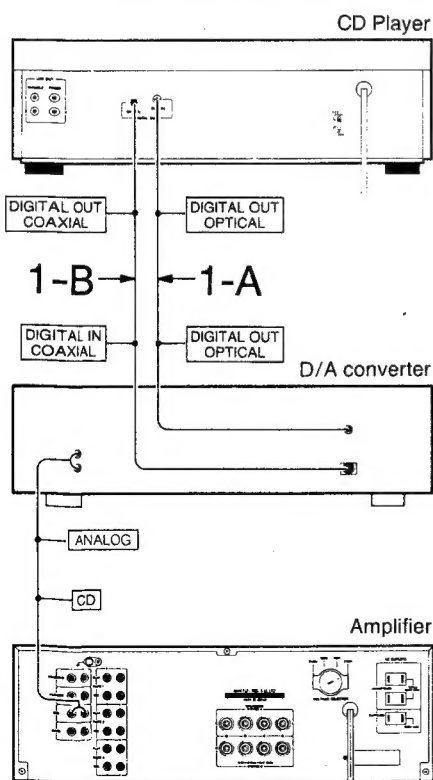 CD Player
DIGITAL OUT
COAXIAL
DIGITAL OUT
OPTICAL
1-B
1-A
DIGITAL IN
COAXIAL
DIGITAL OUT
OPTICAL
D/A converter
ANALOG
CD
Amplifier